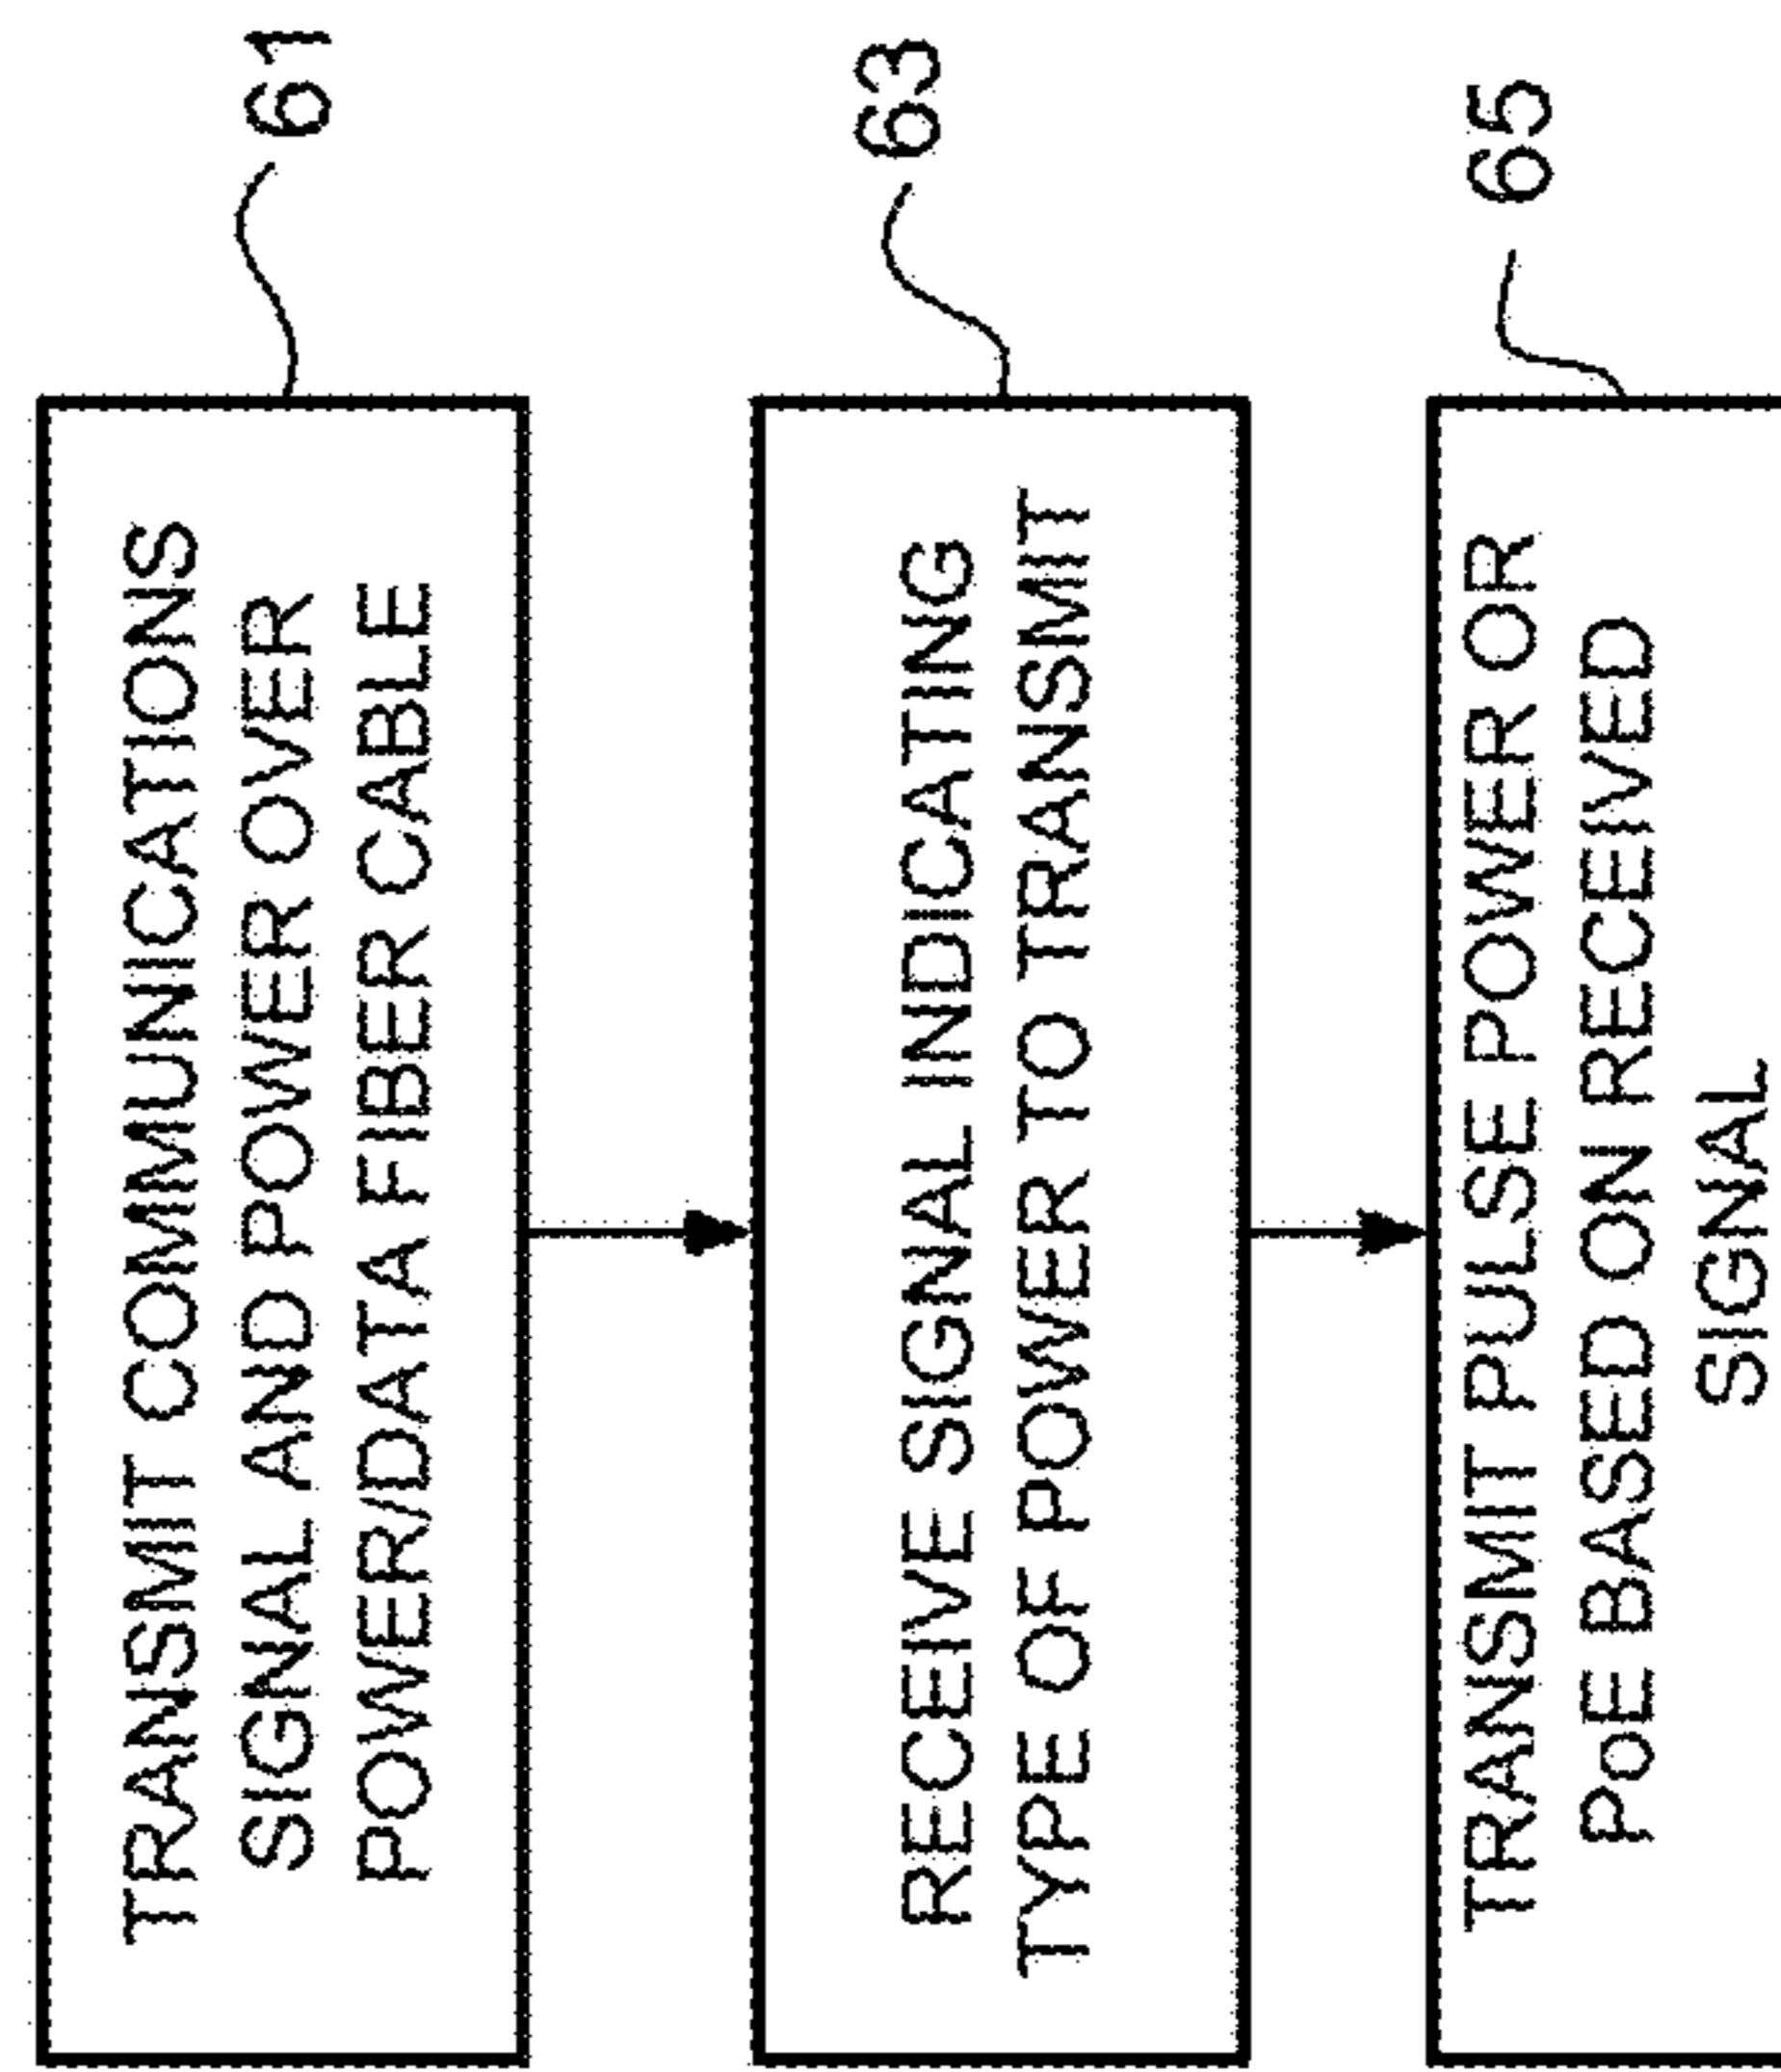 TRANSMIT COMMUNICATIONS
SIGNAL AND POWER OVER
POWER/DATA FIBER CABLE
61
RECEIVE SIGNAL INDICATING
TYPE OF POWER TO TRANSMIT
63
TRANSMIT PULSE POWER OR
PoE BASED ON RECEIVED
SIGNAL
65